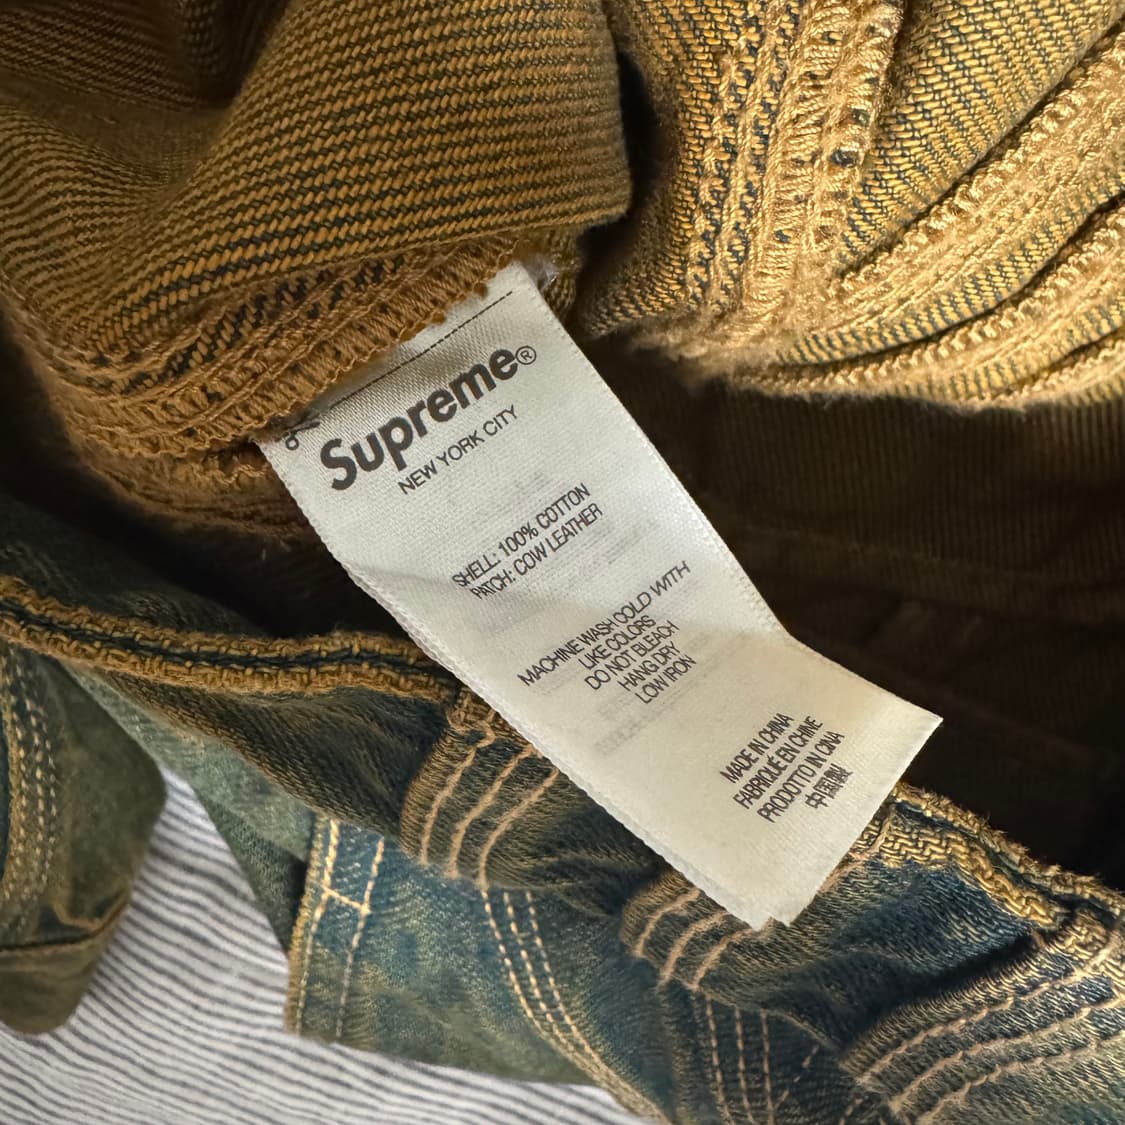 Supreme®
NEW YORK CITY
SHELL: 100% COTTON
PATCH: COW LEATHER
MACHINE WASH COLD WITH
LIKE COLORS
DO NOT BLEACH
HANG DRY
LOW IRON
MADE IN CHINA
FABRIQUÉ EN CHINE
PRODOTTO IN CINA
中國製